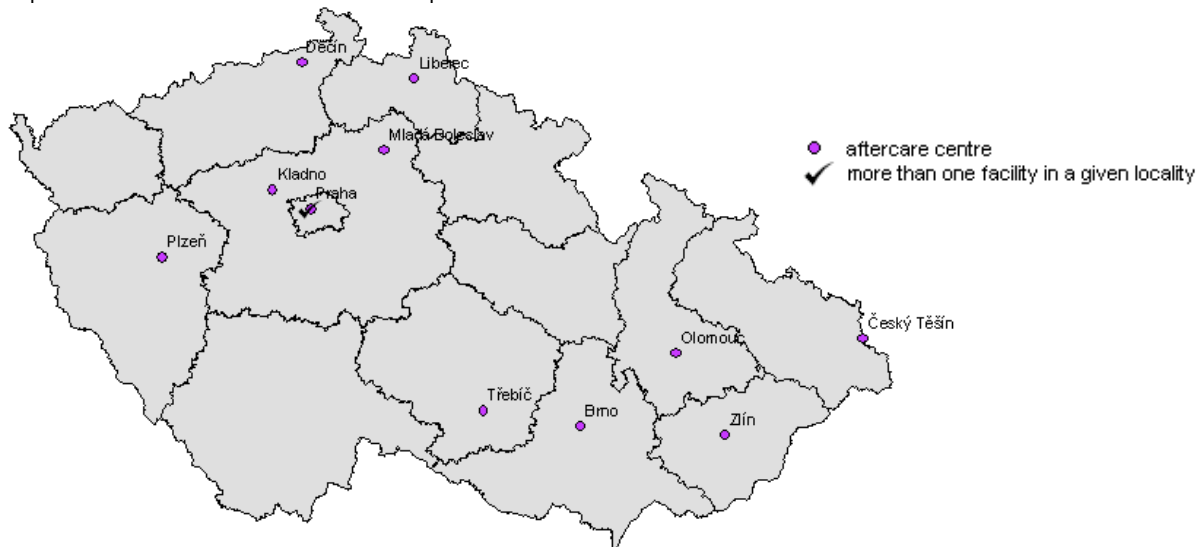 Děčín
Liberec
Mladá Boleslav
aftercare centre
more than one facility in a given locality
Kladno
Praha
Plzeň
Český Těšín
Olomouc
Třebíč
Brno
Zlín